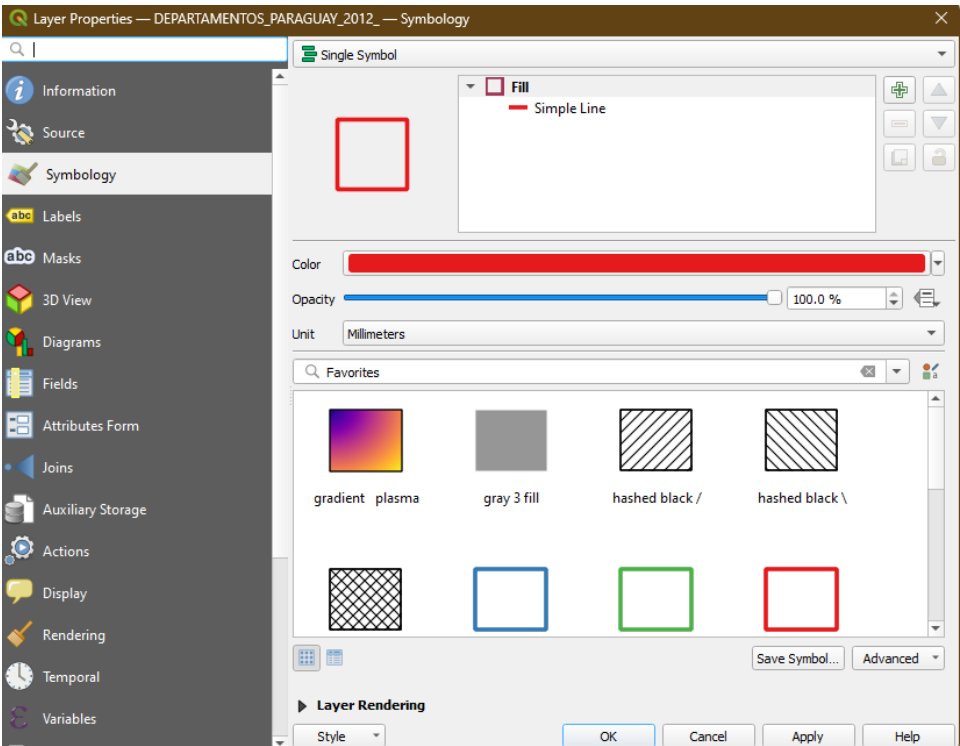 Layer Properties — DEPARTAMENTOS_PARAGUAY_2012_ — Symbology
Information
Source
Symbology
abc Labels
abc Masks
3D View
Diagrams
Fields
Attributes Form
Joins
Auxiliary Storage
Actions
Display
Rendering
Temporal
Variables
Single Symbol
Fill
Simple Line
Color
Opacity 100.0 %
Unit Millimeters
Favorites
gradient plasma gray 3 fill hashed black / hashed black \
Save Symbol... Advanced
Layer Rendering
Style OK Cancel Apply Help